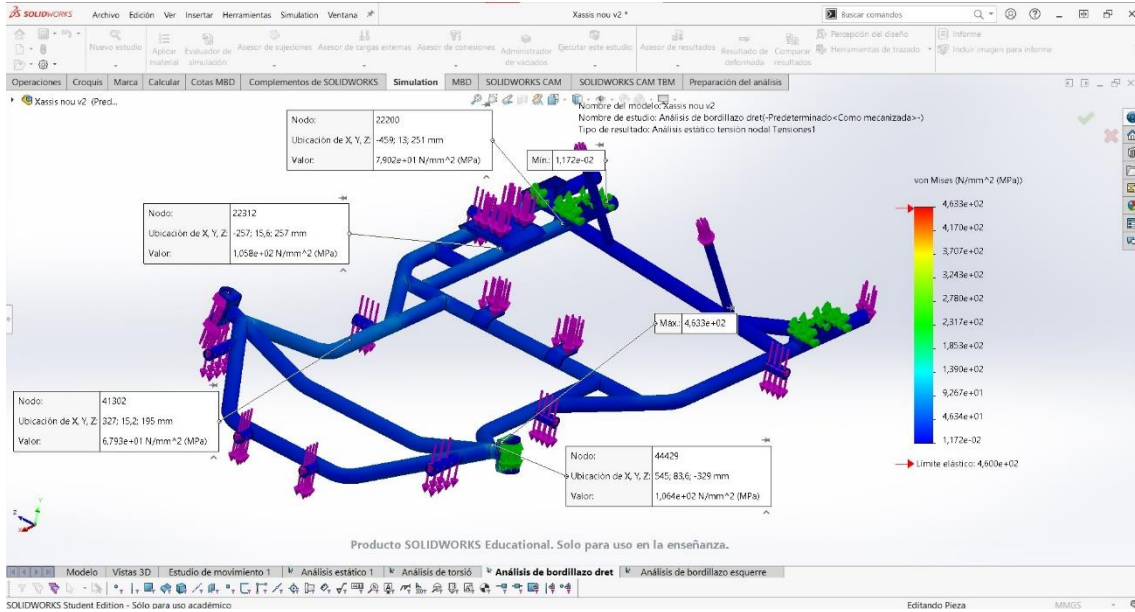 SOLIDWORKS Archivo Edición Ver Insertar Herramientas Simulation Ventana Xassis nou v2 * Buscar comandos
Nuevo estudio
Aplicar material
Evaluador de simulación
Asesor de sujeciones
Asesor de cargas externas
Asesor de conexiones
Administrador de vaciados
Ejecutar este estudio
Asesor de resultados
Resultado de deformada
Comparar resultados
Percepción del diseño
Herramientas de trazado
Informe
Incluir imagen para informe
Operaciones Croquis Marca Calcular Cotas MBD Complementos de SOLIDWORKS Simulation MBD SOLIDWORKS CAM SOLIDWORKS CAM TBM Preparación del análisis
Xassis nou v2 (Pred...
Nombre del modelo: Xassis nou v2
Nombre de estudio: Análisis de bordillazo dret(-Predeterminado<Como mecanizada>-)
Tipo de resultado: Análisis estático tensión nodal Tensiones1
Nodo: 22200
Ubicación de X, Y, Z: -459; 13; 251 mm
Valor: 7,902e+01 N/mm^2 (MPa)
Mín.: 1,172e-02
Nodo: 22312
Ubicación de X, Y, Z: -257; 15,6; 257 mm
Valor: 1,058e+02 N/mm^2 (MPa)
Máx.: 4,633e+02
Nodo: 41302
Ubicación de X, Y, Z: 327; 15,2; 195 mm
Valor: 6,793e+01 N/mm^2 (MPa)
Nodo: 44429
Ubicación de X, Y, Z: 545; 83,6; -329 mm
Valor: 1,064e+02 N/mm^2 (MPa)
von Mises (N/mm^2 (MPa))
4,633e+02
4,170e+02
3,707e+02
3,243e+02
2,780e+02
2,317e+02
1,853e+02
1,390e+02
9,267e+01
4,634e+01
1,172e-02
Límite elástico: 4,600e+02
Y
Z
X
Producto SOLIDWORKS Educational. Solo para uso en la enseñanza.
Modelo Vistas 3D Estudio de movimiento 1 Análisis estático 1 Análisis de torsió Análisis de bordillazo dret Análisis de bordillazo esquerre
SOLIDWORKS Student Edition - Sólo para uso académico Editando Pieza MMGS